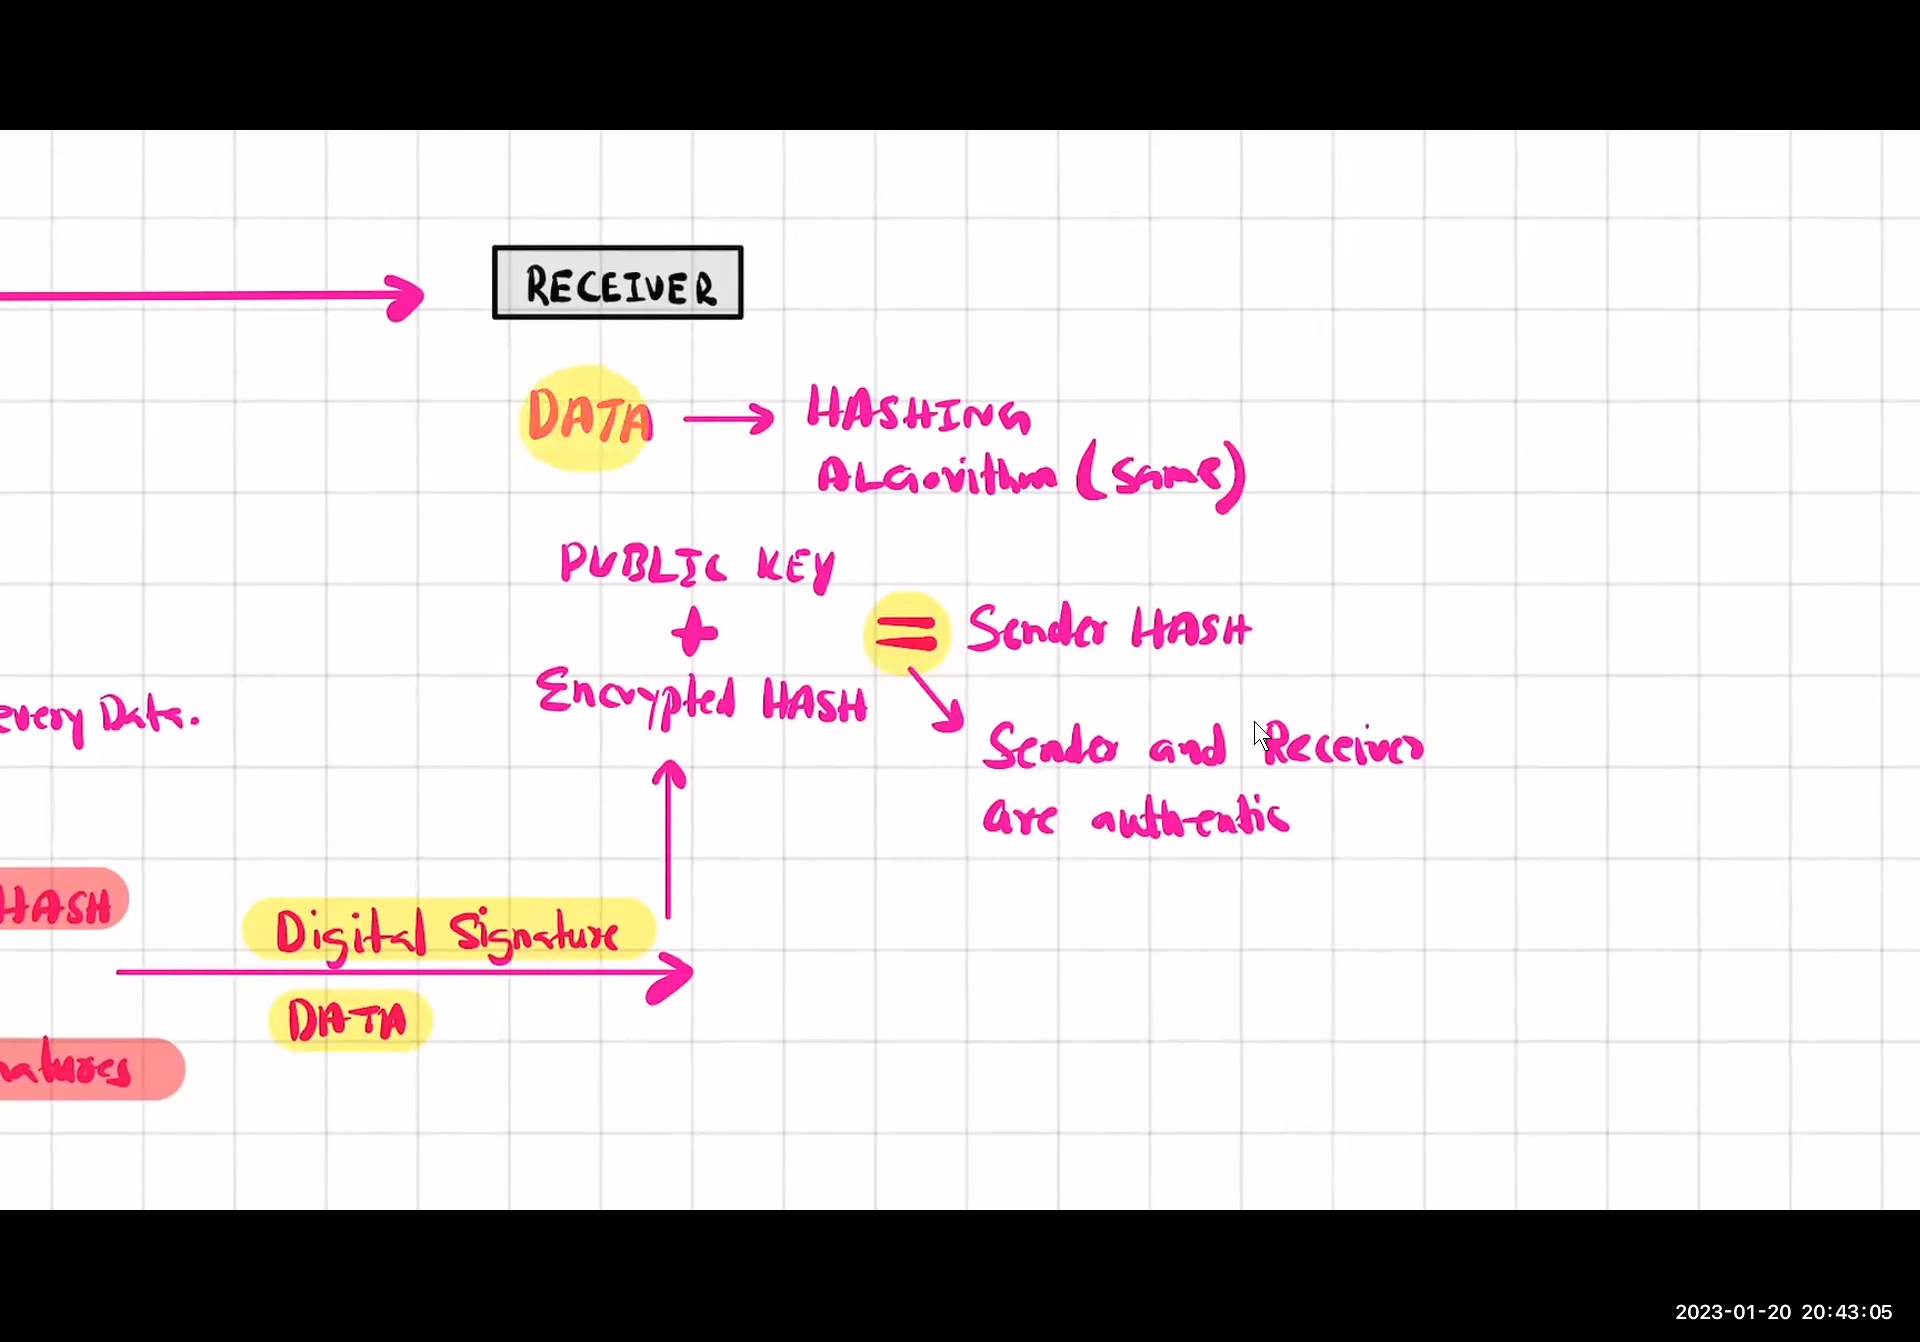 RECEIVER
DATA → HASHING
ALGorithm (same)
PUBLIC KEY
+
= Sender HASH
Encrypted HASH
every Data.
Sender and Receiver
are authentic
HASH
Digital Signature
DATA
natures
2023-01-20 20:43:05